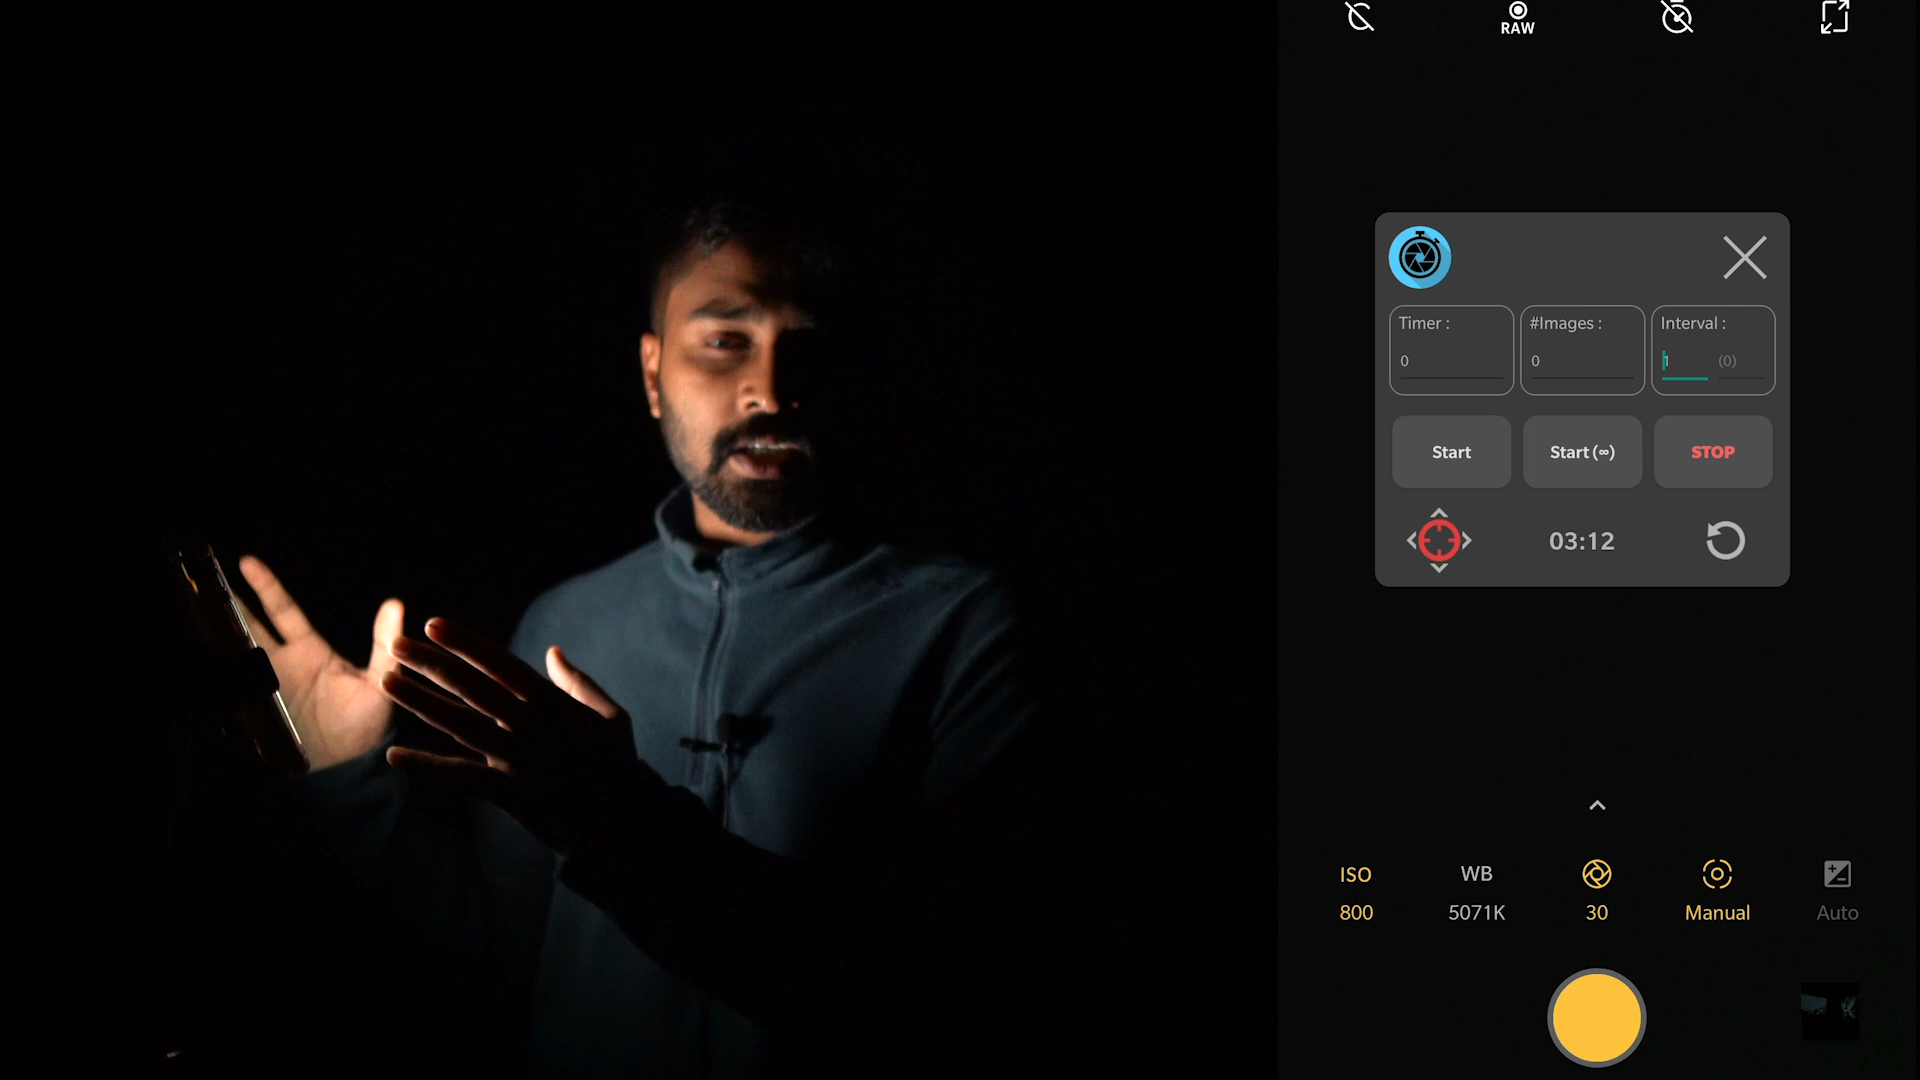 RAW
Timer :
#Images :
Interval :
0
0
1
(0)
Start
Start (∞)
STOP
03:12
ISO
WB
800
5071K
30
Manual
Auto